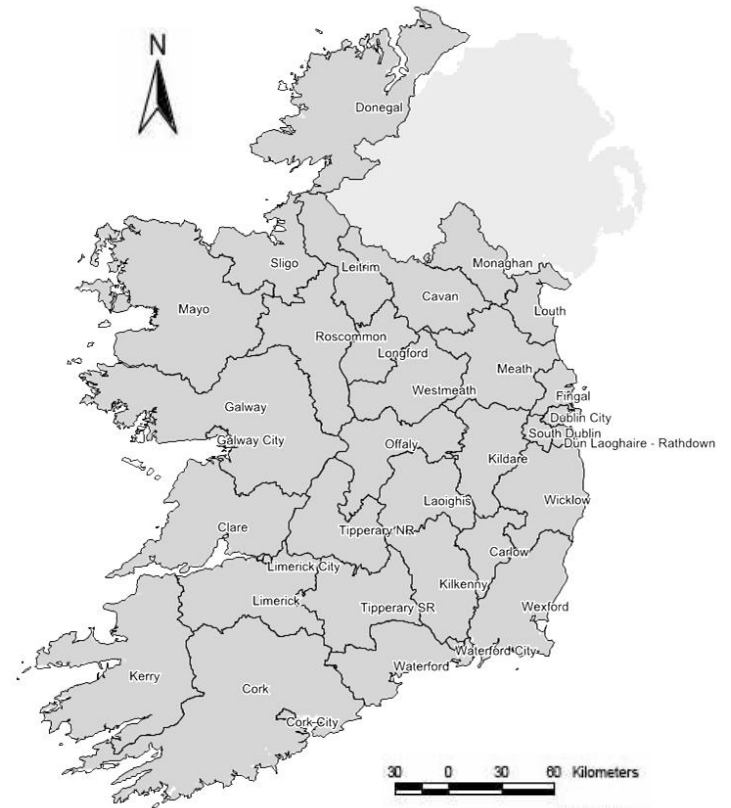 N
Donegal
Sligo
Leitrim
Monaghan
Cavan
Louth
Mayo
Roscommon
Longford
Meath
Westmeath
Fingal
Galway
Dublin City
South Dublin
Galway City
Offaly
Dun Laoghaire - Rathdown
Kildare
Laoighis
Wicklow
Clare
Tipperary NR
Carlow
Limerick City
Kilkenny
Limerick
Tipperary SR
Wexford
Waterford City
Waterford
Kerry
Cork
Cork City
30 0 30 60 Kilometers